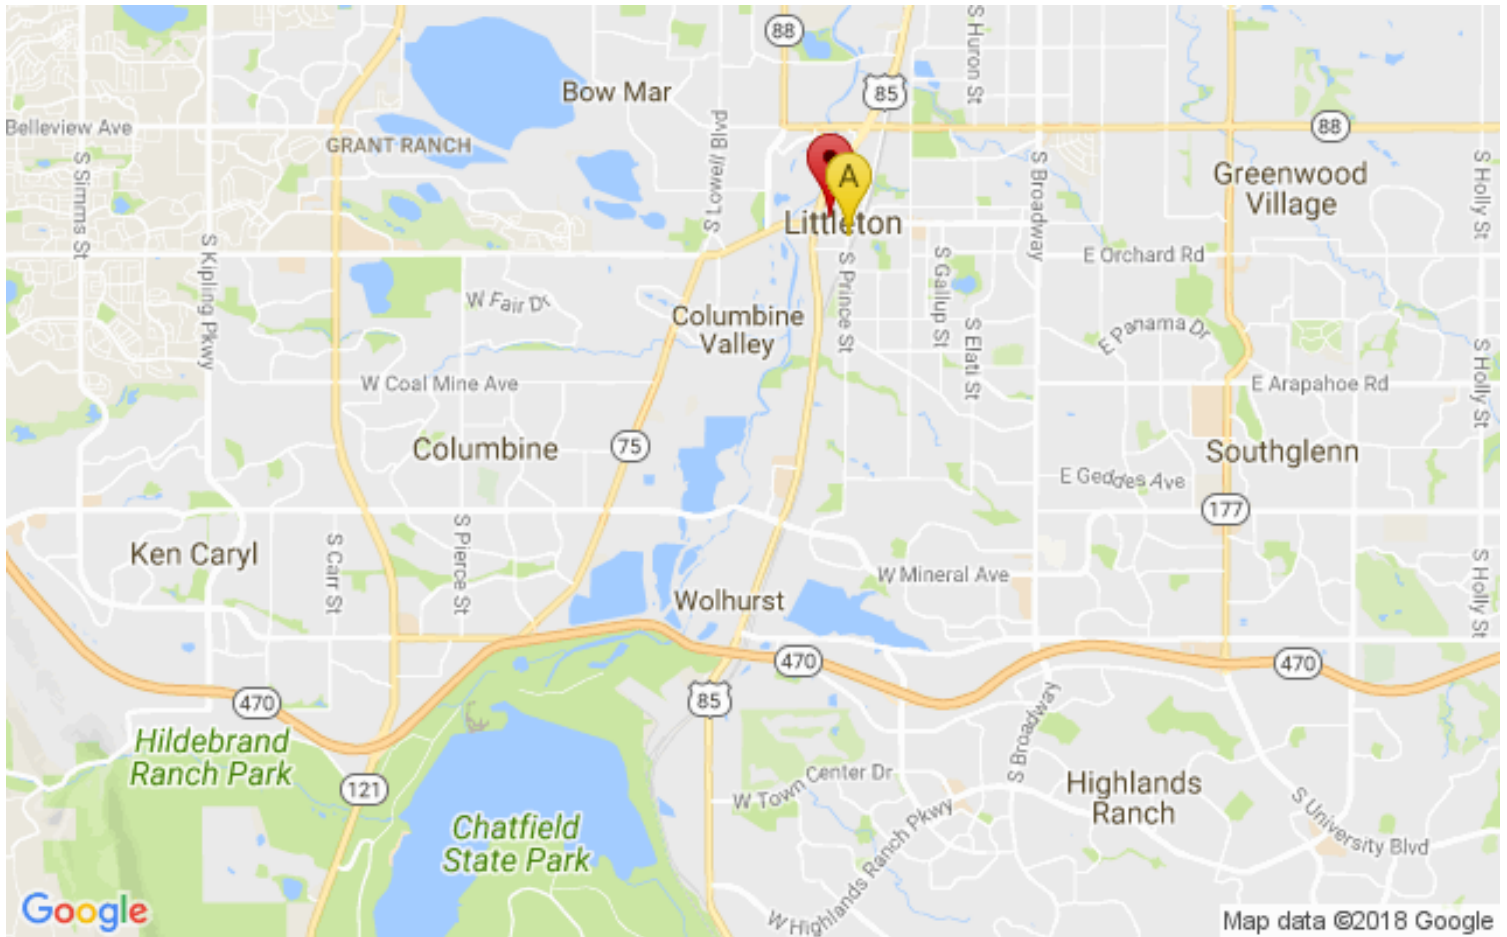 88
S Huron St
85
Bow Mar
Belleview Ave
GRANT RANCH
88
S Simms St
S Lowell Blvd
S Broadway
S Holly St
A
Greenwood
Village
Littleton
S Kipling Pkwy
E Orchard Rd
S Prince St
S Gallup St
W Fair Dr
Columbine
Valley
S Elati St
E Panama Dr
S Holly St
W Coal Mine Ave
E Arapahoe Rd
Columbine
75
Southglenn
E Geddes Ave
177
Ken Caryl
S Carr St
S Pierce St
W Mineral Ave
S Holly St
Wolhurst
470
470
470
85
S Broadway
Hildebrand
Ranch Park
121
W Town Center Dr
Highlands
Ranch
W Highlands Ranch Pkwy
S University Blvd
Chatfield
State Park
Google
Map data ©2018 Google